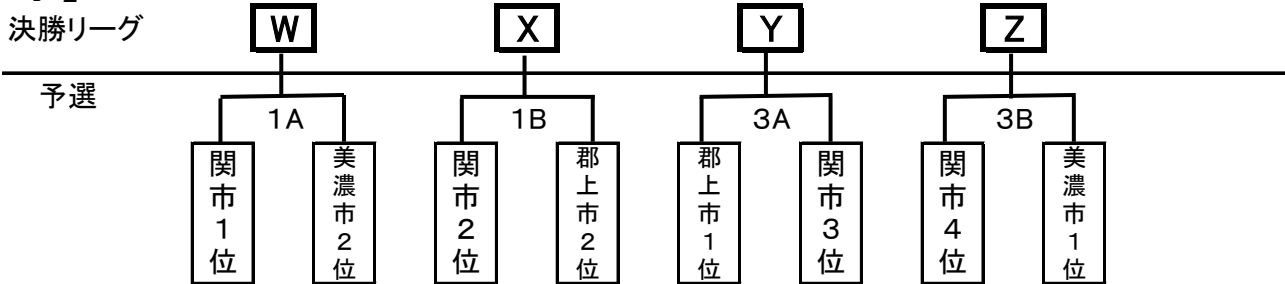 決勝リーグ
W
X
Y
Z
予選
1A
1B
3A
3B
関市1位
美濃市2位
関市2位
郡上市2位
郡上市1位
関市3位
関市4位
美濃市1位